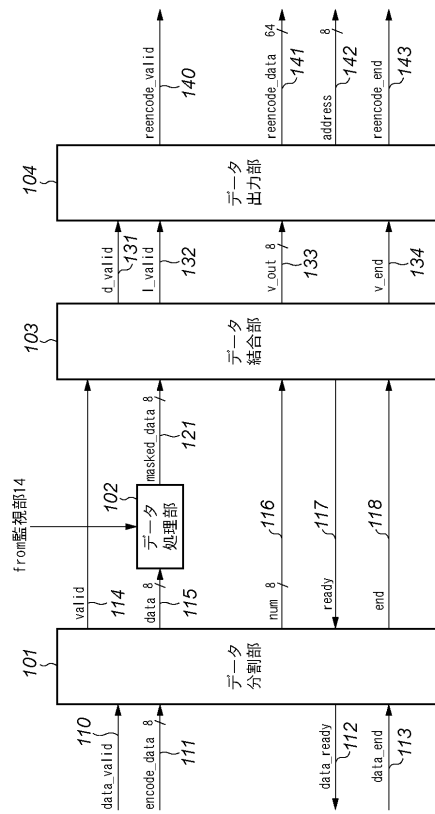 from監視部14
data_valid
110
encode_data
8
111
data_ready
112
data_end
113
101
データ
分割部
valid
114
data
8
115
num
8
116
ready
117
end
118
102
データ
処理部
masked_data
8
121
103
データ
結合部
d_valid
131
l_valid
132
v_out
8
133
v_end
134
104
データ
出力部
reencode_valid
140
reencode_data
64
141
address
8
142
reencode_end
143